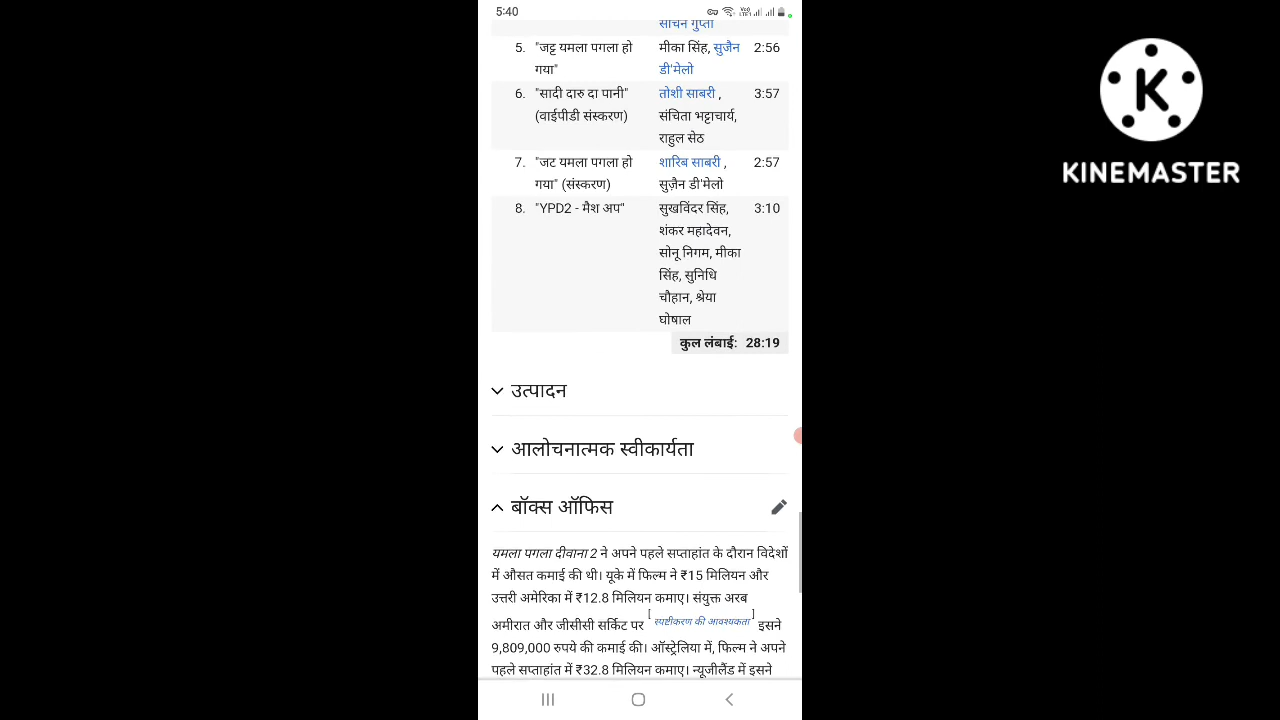 5:40
सचिन गुप्ता
5. "जट्ट यमला पगला हो मीका सिंह, सुजैन 2:56
गया" डी'मेलो
6. "सादी दारु दा पानी" तोशी साबरी , 3:57
(वाईपीडी संस्करण) संचिता भट्टाचार्य,
राहुल सेठ
7. "जट यमला पगला हो शारिब साबरी , 2:57
गया" (संस्करण) सुज़ैन डी'मेलो
8. "YPD2 - मैश अप" सुखविंदर सिंह, 3:10
शंकर महादेवन,
सोनू निगम, मीका
सिंह, सुनिधि
चौहान, श्रेया
घोषाल
कुल लंबाई: 28:19
उत्पादन
आलोचनात्मक स्वीकार्यता
बॉक्स ऑफिस
यमला पगला दीवाना 2 ने अपने पहले सप्ताहांत के दौरान विदेशों
में औसत कमाई की थी। यूके में फिल्म ने ₹15 मिलियन और
उत्तरी अमेरिका में ₹12.8 मिलियन कमाए। संयुक्त अरब
अमीरात और जीसीसी सर्किट पर [ स्पष्टीकरण की आवश्यकता ] इसने
9,809,000 रुपये की कमाई की। ऑस्ट्रेलिया में, फिल्म ने अपने
पहले सप्ताहांत में ₹32.8 मिलियन कमाए। न्यूजीलैंड में इसने
K
KINEMASTER